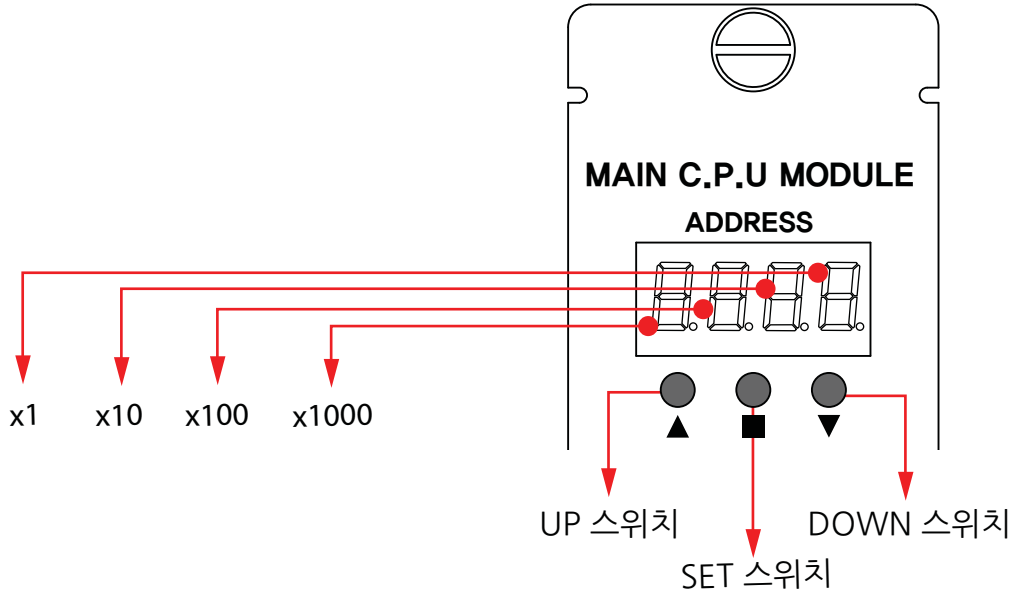 MAIN C.P.U MODULE
ADDRESS
x1 x10 x100 x1000
▲ ■ ▼
UP 스위치 DOWN 스위치
SET 스위치